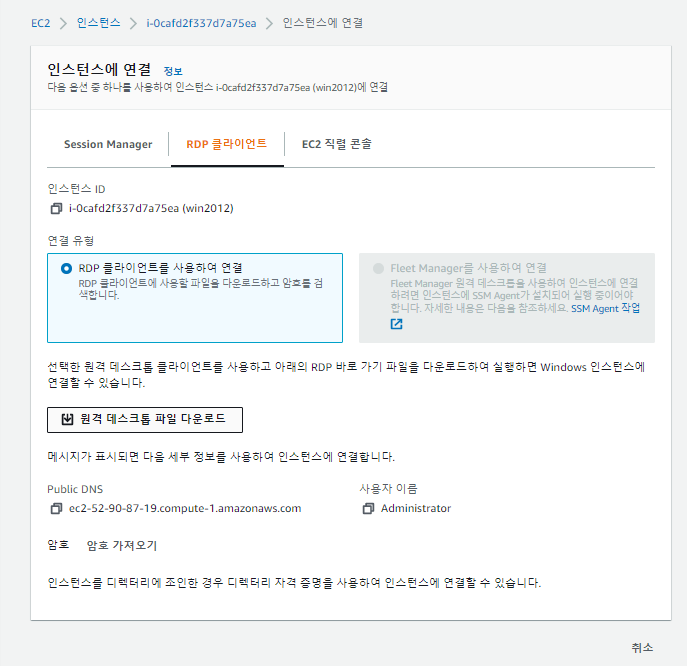 EC2 > 인스턴스 > i-0cafd2f337d7a75ea > 인스턴스에 연결
인스턴스에 연결 정보
다음 옵션 중 하나를 사용하여 인스턴스 i-0cafd2f337d7a75ea (win2012)에 연결
Session Manager
RDP 클라이언트
EC2 직렬 콘솔
인스턴스 ID
i-0cafd2f337d7a75ea (win2012)
연결 유형
RDP 클라이언트를 사용하여 연결
RDP 클라이언트에 사용할 파일을 다운로드하고 암호를 검
색합니다.
Fleet Manager를 사용하여 연결
Fleet Manager 원격 데스크톱을 사용하여 인스턴스에 연결
하려면 인스턴스에 SSM Agent가 설치되어 실행 중이어야
합니다. 자세한 내용은 다음을 참조하세요. SSM Agent 작업
선택한 원격 데스크톱 클라이언트를 사용하고 아래의 RDP 바로 가기 파일을 다운로드하여 실행하면 Windows 인스턴스에
연결할 수 있습니다.
원격 데스크톱 파일 다운로드
메시지가 표시되면 다음 세부 정보를 사용하여 인스턴스에 연결합니다.
Public DNS
ec2-52-90-87-19.compute-1.amazonaws.com
사용자 이름
Administrator
암호 암호 가져오기
인스턴스를 디렉터리에 조인한 경우 디렉터리 자격 증명을 사용하여 인스턴스에 연결할 수 있습니다.
취소